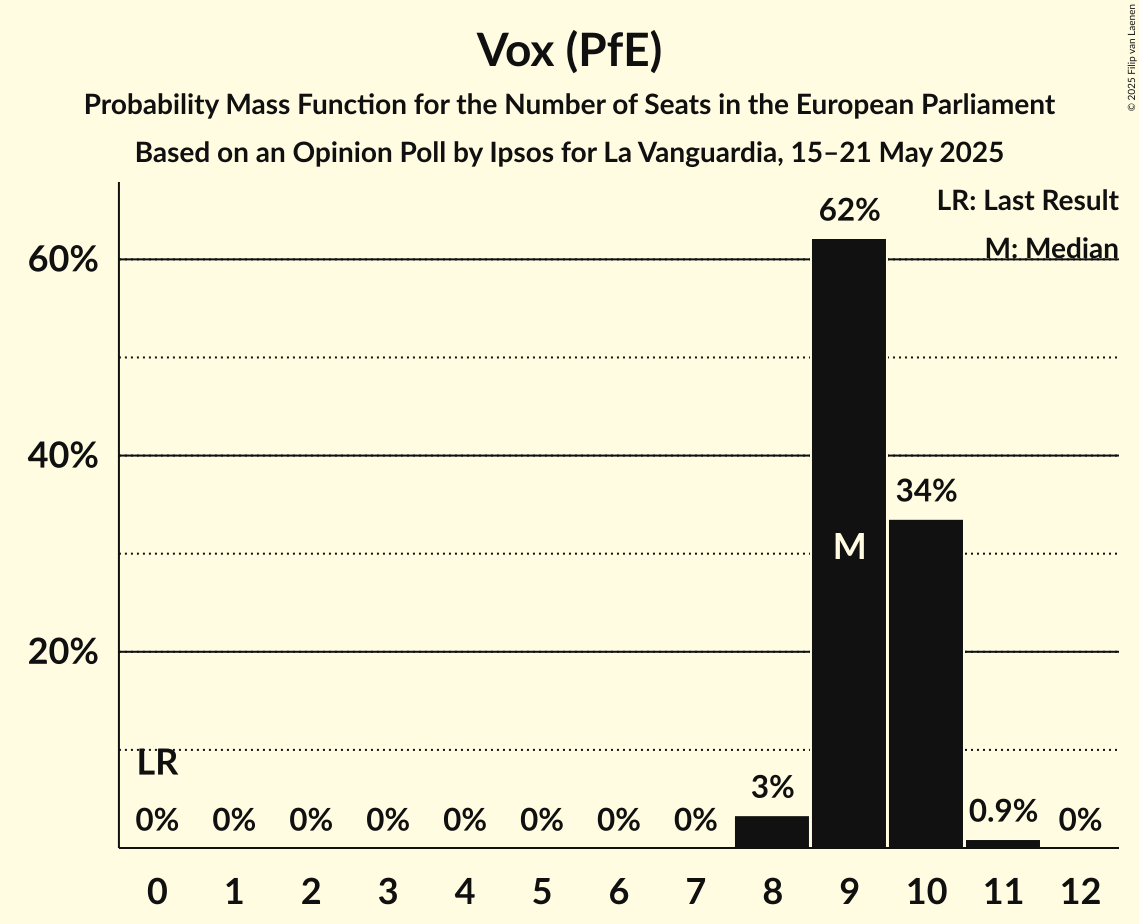 Vox (PfE)
Probability Mass Function for the Number of Seats in the European Parliament
Based on an Opinion Poll by Ipsos for La Vanguardia, 15–21 May 2025
© 2025 Filip van Laenen
LR: Last Result
M: Median
60%
40%
20%
62%
34%
M
LR
0% 0% 0% 0% 0% 0% 0% 0% 3% 0.9% 0%
0 1 2 3 4 5 6 7 8 9 10 11 12